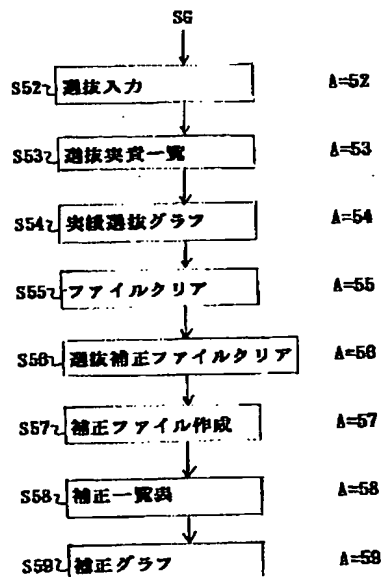 SG
S52 選抜入力 A=52
S53 選抜実資一覧 A=53
S54 実績選抜グラフ A=54
S55 ファイルクリア A=55
S56 選抜補正ファイルクリア A=56
S57 補正ファイル作成 A=57
S58 補正一覧表 A=58
S59 補正グラフ A=59